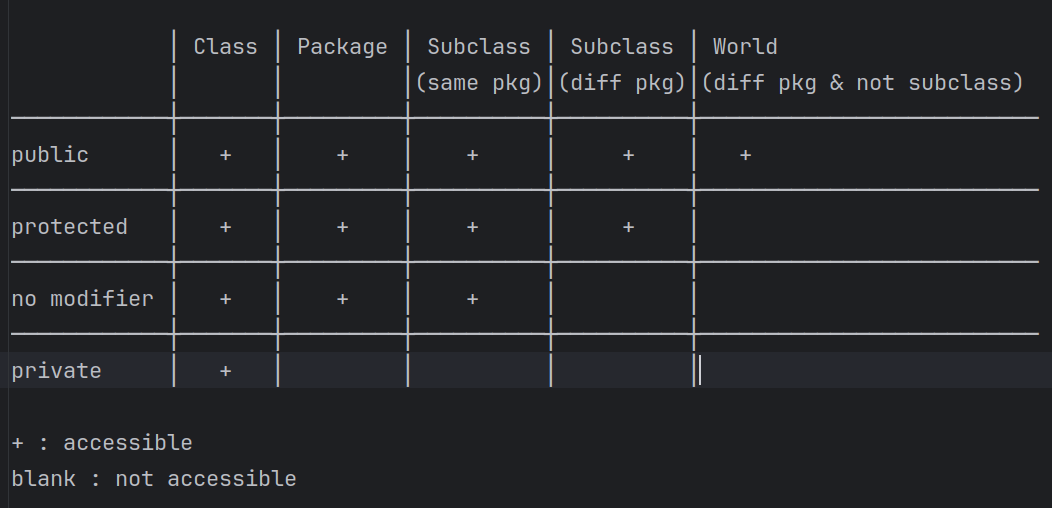 │ Class │ Package │ Subclass │ Subclass │ World
            │       │         │(same pkg)│(diff pkg)│(diff pkg & not subclass)
────────────┼───────┼─────────┼──────────┼──────────┼──────────────────────────
public      │   +   │    +    │    +     │     +    │   +
────────────┼───────┼─────────┼──────────┼──────────┼──────────────────────────
protected   │   +   │    +    │    +     │     +    │
────────────┼───────┼─────────┼──────────┼──────────┼──────────────────────────
no modifier │   +   │    +    │    +     │          │
────────────┼───────┼─────────┼──────────┼──────────┼──────────────────────────
private     │   +   │         │          │          │
+ : accessible
blank : not accessible